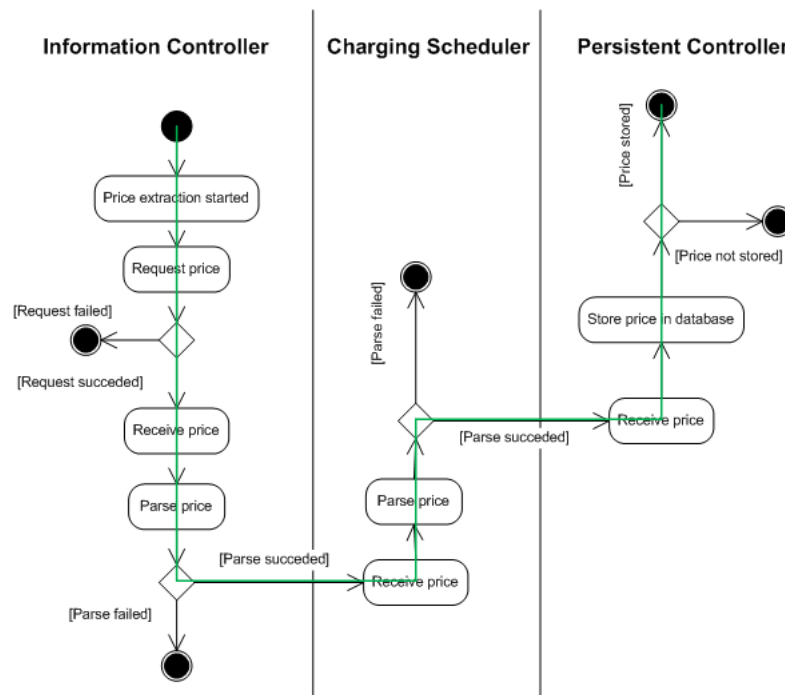 Information Controller
Charging Scheduler
Persistent Controller
[Price stored]
Price extraction started
[Price not stored]
Request price
[Request failed]
[Parse failed]
Store price in database
[Request succeded]
Receive price
Receive price
[Parse succeded]
Parse price
Parse price
[Parse succeded]
Receive price
[Parse failed]